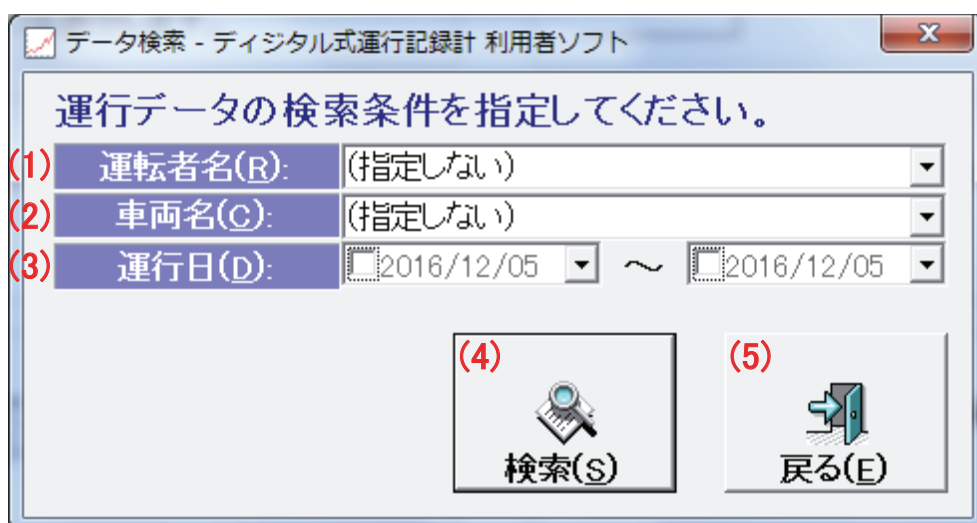 データ検索 - ディジタル式運行記録計 利用者ソフト
運行データの検索条件を指定してください。
(1) 運転者名(R): (指定しない)
(2) 車両名(C): (指定しない)
(3) 運行日(D): 2016/12/05 ～ 2016/12/05
(4) (5)
検索(S) 戻る(E)